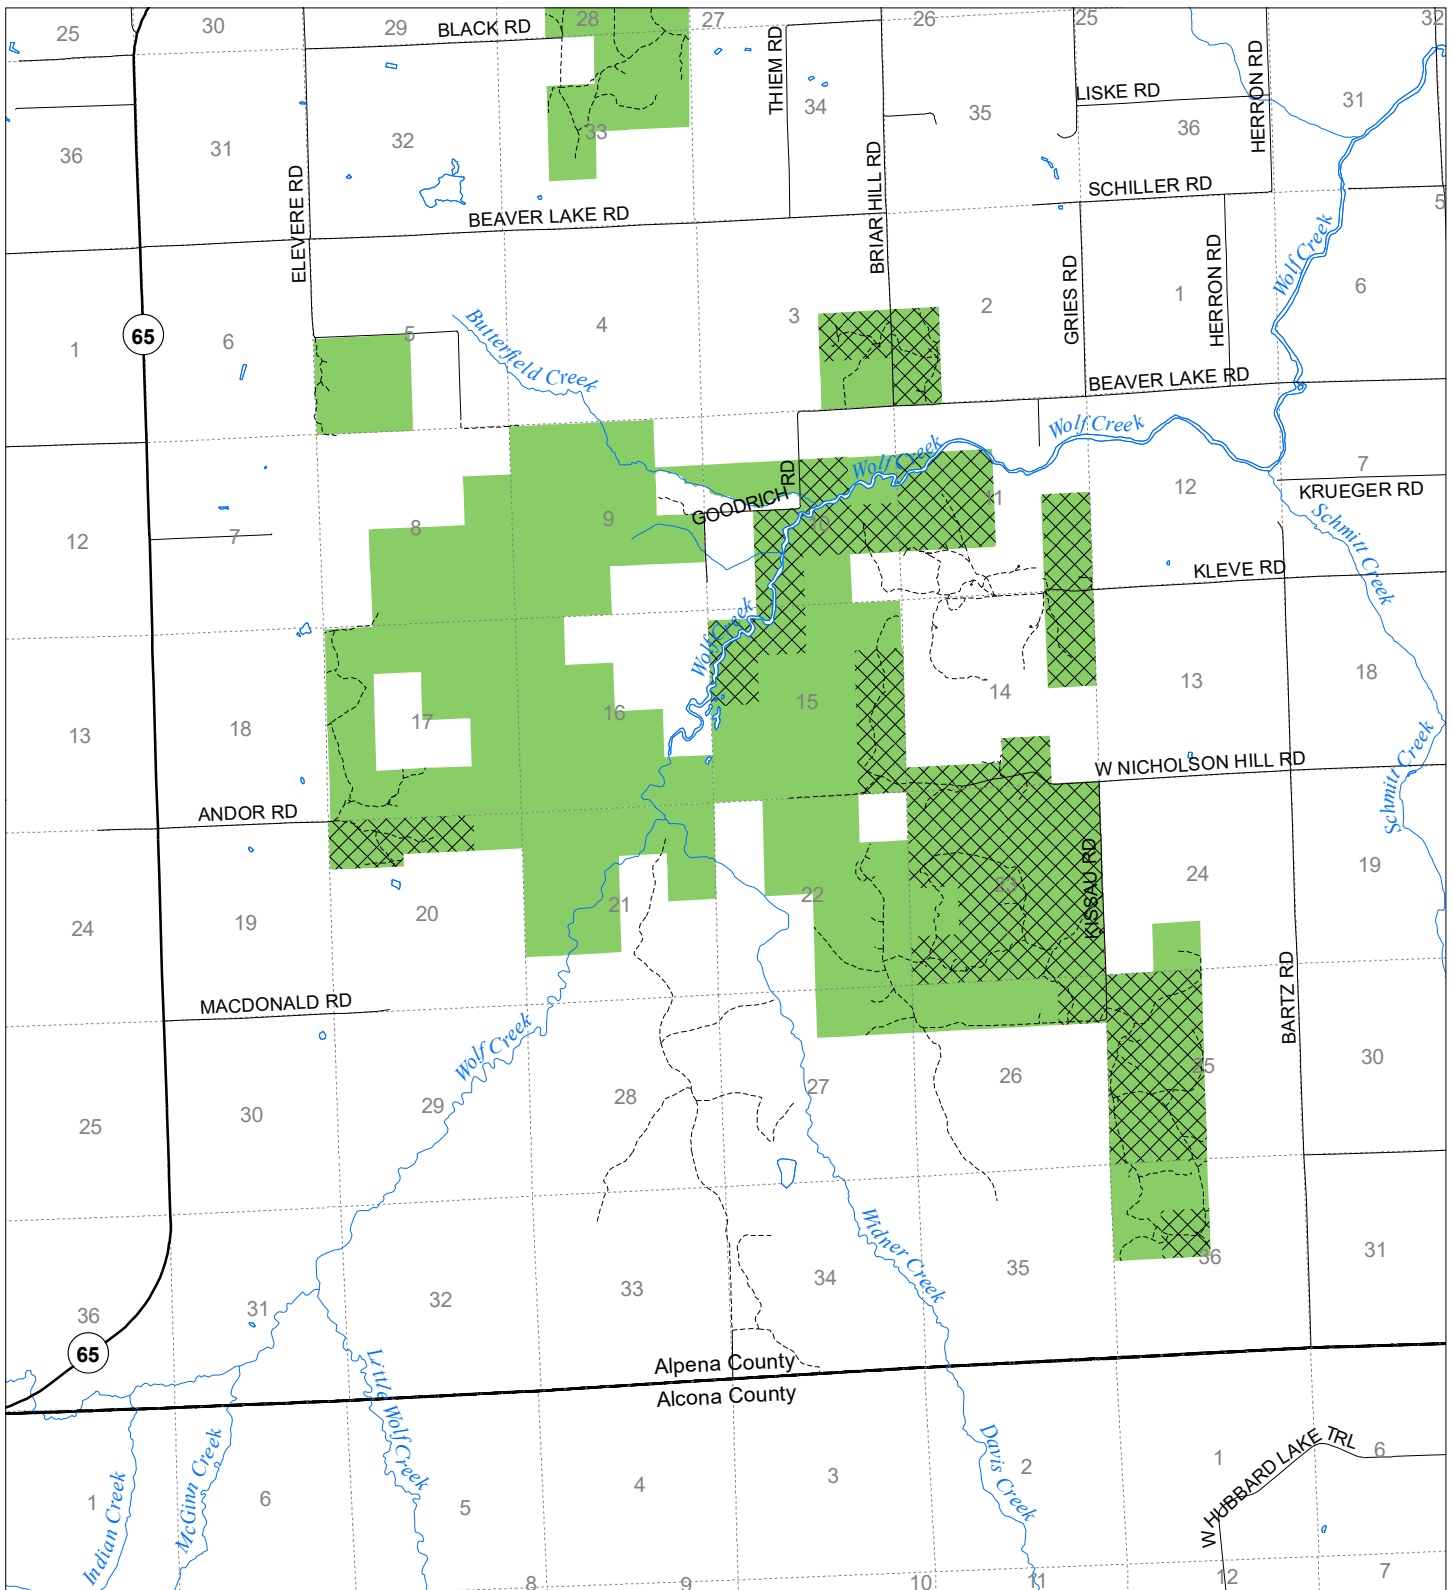 25
30
29
BLACK RD
28
27
26
25
32
THIEM RD
HERRON RD
36
31
32
33
34
35
LISKE RD
36
31
ELEVERE RD
BEAVER LAKE RD
BRIAR HILL RD
SCHILLER RD
5
65
1
6
5
Butterfield Creek
4
3
2
GRIES RD
1
HERRON RD
Wolf Creek
6
BEAVER LAKE RD
Wolf Creek
Wolf Creek
12
7
8
9
GOODRICH RD
10
11
12
7
KRUEGER RD
Schmitt Creek
KLEVE RD
13
18
17
16
Wolf Creek
15
14
13
18
Schmitt Creek
ANDOR RD
W NICHOLSON HILL RD
24
19
20
21
22
23
KISSAU RD
24
19
MACDONALD RD
BARTZ RD
Wolf Creek
25
30
29
28
27
26
25
30
36
31
32
33
34
Widner Creek
35
36
31
65
Alpena County
Alcona County
Little Wolf Creek
Indian Creek
McGinn Creek
Davis Creek
1
6
5
4
3
2
1
W HUBBARD LAKE TRL
6
8
9
10
11
12
7